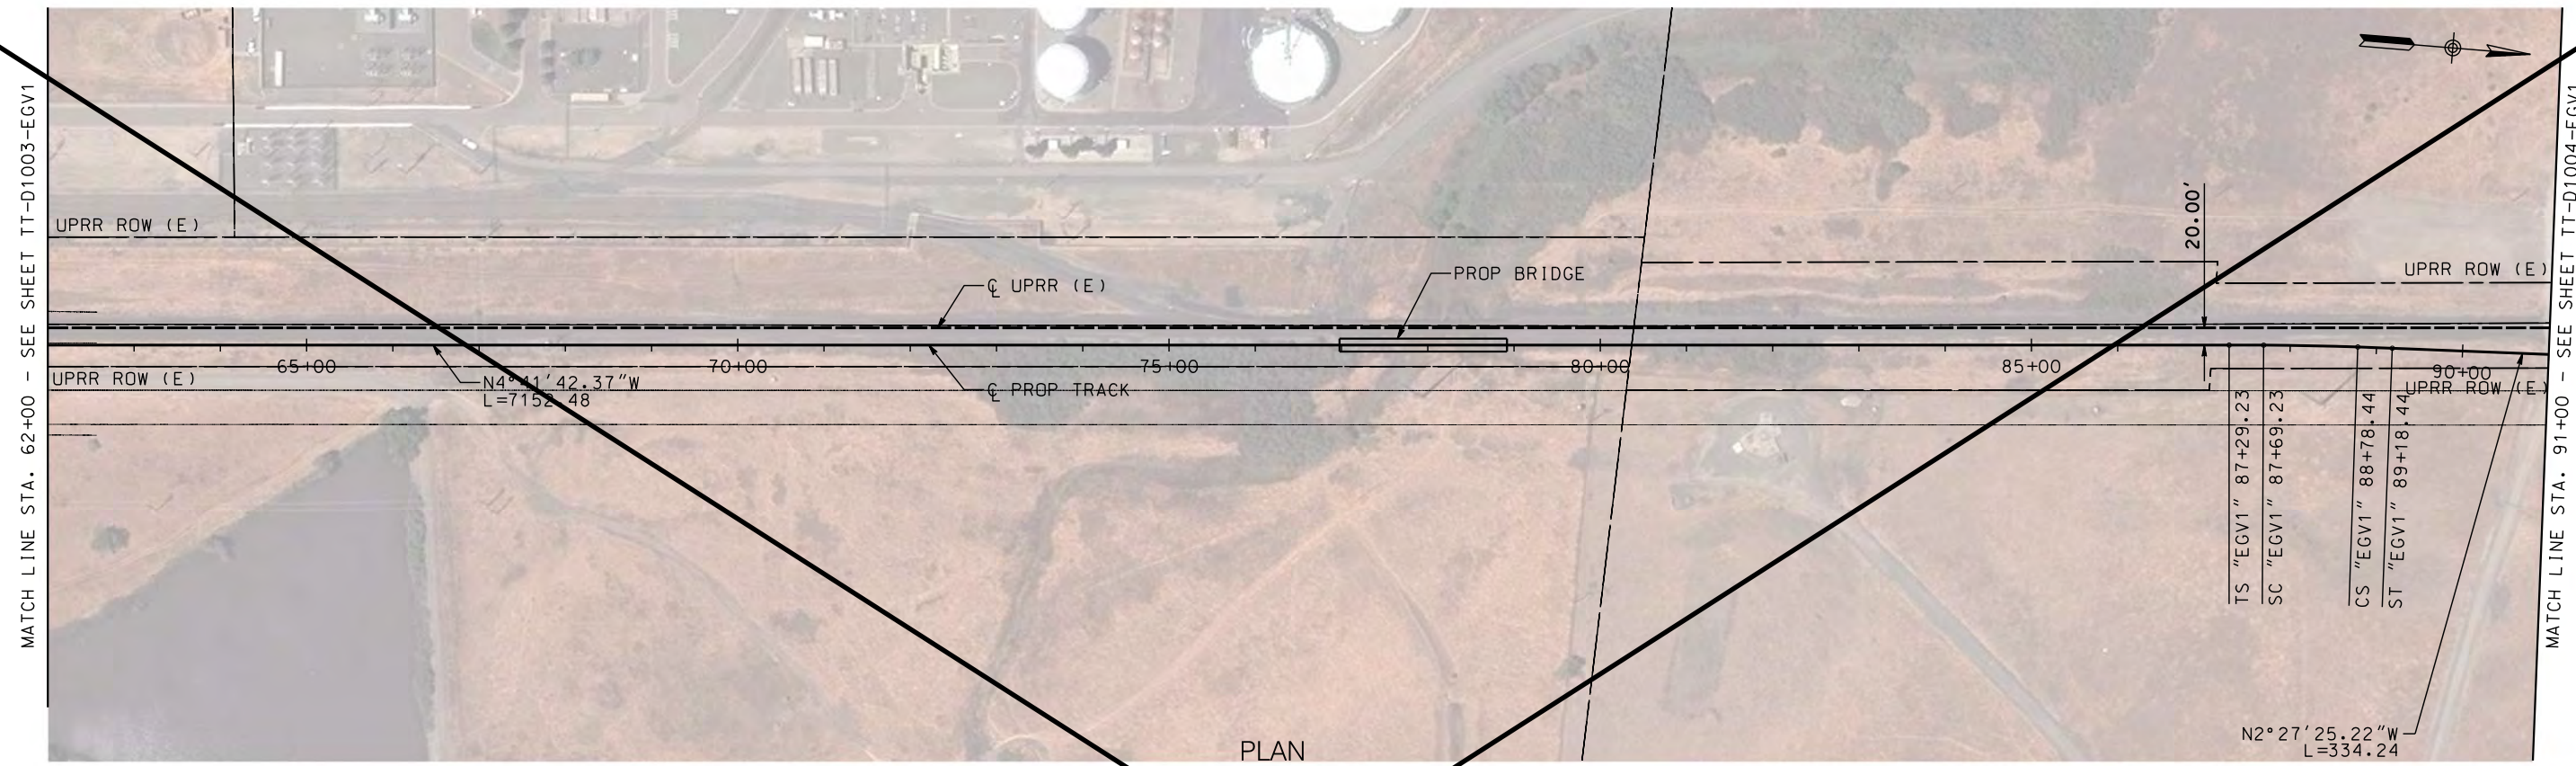 MATCH LINE STA. 62+00 - SEE SHEET TT-D1003-EGV1
UPRR ROW (E)
UPRR ROW (E)
65+00
N4°41'42.37"W
L=7152.48
70+00
℄ UPRR (E)
℄ PROP TRACK
75+00
PROP BRIDGE
80+00
85+00
20.00'
UPRR ROW (E)
90+00
UPRR ROW (E)
TS "EGV1" 87+29.23
SC "EGV1" 87+69.23
CS "EGV1" 88+78.44
ST "EGV1" 89+18.44
N2°27'25.22"W
L=334.24
MATCH LINE STA. 91+00 - SEE SHEET TT-D1004-EGV1
PLAN